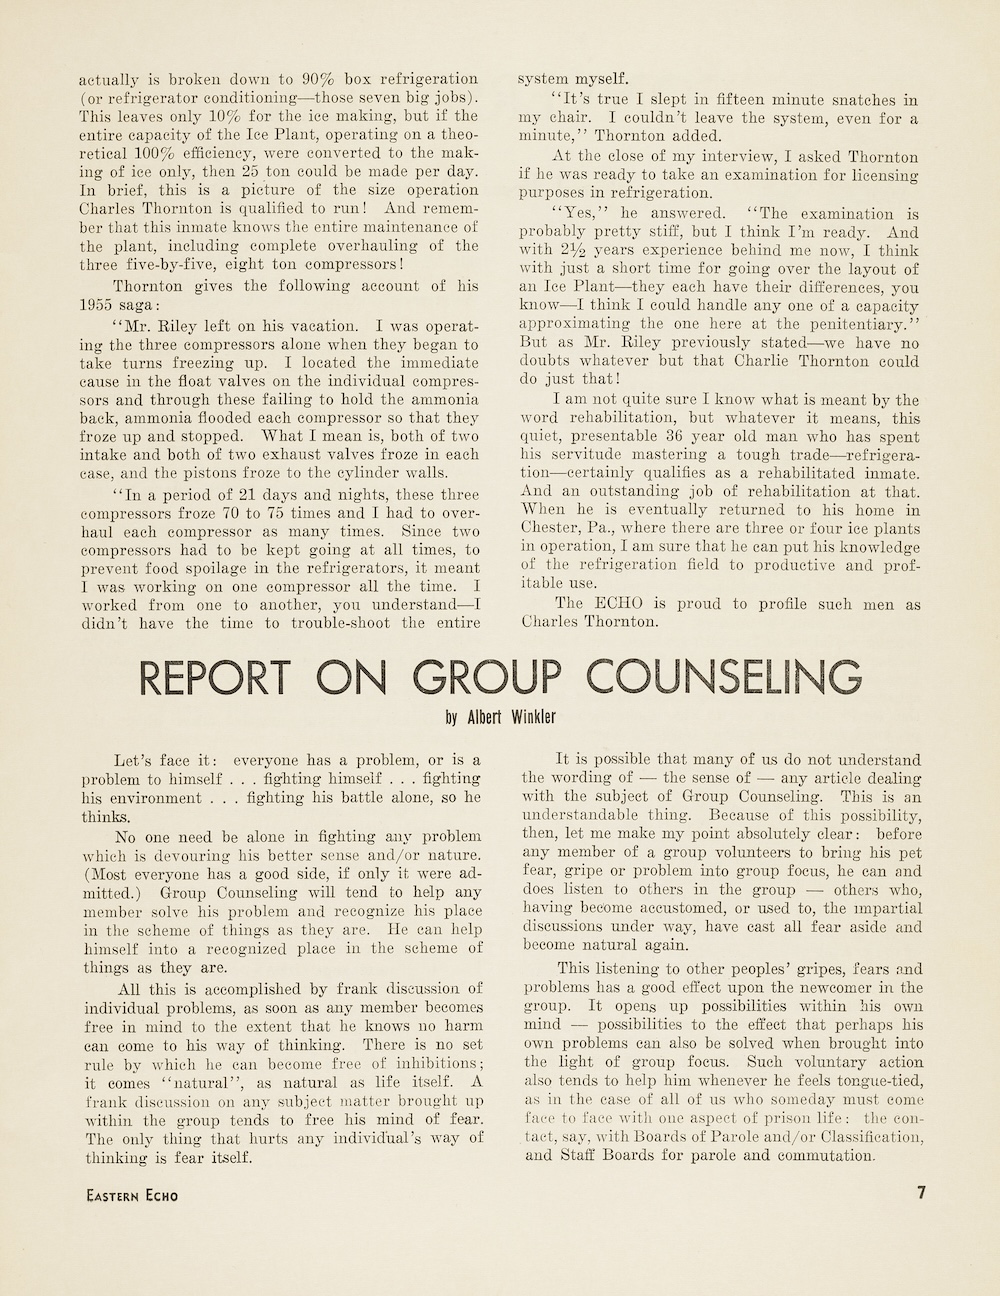 actually is broken down to 90% box refrigeration
(or refrigerator conditioning—those seven big jobs).
This leaves only 10% for the ice making, but if the
entire capacity of the Ice Plant, operating on a theo-
retical 100% efficiency, were converted to the mak-
ing of ice only, then 25 ton could be made per day.
In brief, this is a picture of the size operation
Charles Thornton is qualified to run! And remem-
ber that this inmate knows the entire maintenance of
the plant, including complete overhauling of the
three five-by-five, eight ton compressors!
Thornton gives the following account of his
1955 saga:
“Mr. Riley left on his vacation. I was operat-
ing the three compressors alone when they began to
take turns freezing up. I located the immediate
cause in the float valves on the individual compres-
sors and through these failing to hold the ammonia
back, ammonia flooded each compressor so that they
froze up and stopped. What I mean is, both of two
intake and both of two exhaust valves froze in each
case, and the pistons froze to the cylinder walls.
“In a period of 21 days and nights, these three
compressors froze 70 to 75 times and I had to over-
haul each compressor as many times. Since two
compressors had to be kept going at all times, to
prevent food spoilage in the refrigerators, it meant
I was working on one compressor all the time. I
worked from one to another, you understand—I
didn’t have the time to trouble-shoot the entire
system myself.
“It’s true I slept in fifteen minute snatches in
my chair. I couldn’t leave the system, even for a
minute,” Thornton added.
At the close of my interview, I asked Thornton
if he was ready to take an examination for licensing
purposes in refrigeration.
“Yes,” he answered. “The examination is
probably pretty stiff, but I think I’m ready. And
with 2½ years experience behind me now, I think
with just a short time for going over the layout of
an Ice Plant—they each have their differences, you
know—I think I could handle any one of a capacity
approximating the one here at the penitentiary.”
But as Mr. Riley previously stated—we have no
doubts whatever but that Charlie Thornton could
do just that!
I am not quite sure I know what is meant by the
word rehabilitation, but whatever it means, this
quiet, presentable 36 year old man who has spent
his servitude mastering a tough trade—refrigera-
tion—certainly qualifies as a rehabilitated inmate.
And an outstanding job of rehabilitation at that.
When he is eventually returned to his home in
Chester, Pa., where there are three or four ice plants
in operation, I am sure that he can put his knowledge
of the refrigeration field to productive and prof-
itable use.
The ECHO is proud to profile such men as
Charles Thornton.
REPORT ON GROUP COUNSELING
by Albert Winkler
Let’s face it: everyone has a problem, or is a
problem to himself . . . fighting himself . . . fighting
his environment . . . fighting his battle alone, so he
thinks.
No one need be alone in fighting any problem
which is devouring his better sense and/or nature.
(Most everyone has a good side, if only it were ad-
mitted.) Group Counseling will tend to help any
member solve his problem and recognize his place
in the scheme of things as they are. He can help
himself into a recognized place in the scheme of
things as they are.
All this is accomplished by frank discussion of
individual problems, as soon as any member becomes
free in mind to the extent that he knows no harm
can come to his way of thinking. There is no set
rule by which he can become free of inhibitions;
it comes “natural”, as natural as life itself. A
frank discussion on any subject matter brought up
within the group tends to free his mind of fear.
The only thing that hurts any individual’s way of
thinking is fear itself.
It is possible that many of us do not understand
the wording of — the sense of — any article dealing
with the subject of Group Counseling. This is an
understandable thing. Because of this possibility,
then, let me make my point absolutely clear: before
any member of a group volunteers to bring his pet
fear, gripe or problem into group focus, he can and
does listen to others in the group — others who,
having become accustomed, or used to, the impartial
discussions under way, have cast all fear aside and
become natural again.
This listening to other peoples’ gripes, fears and
problems has a good effect upon the newcomer in the
group. It opens up possibilities within his own
mind — possibilities to the effect that perhaps his
own problems can also be solved when brought into
the light of group focus. Such voluntary action
also tends to help him whenever he feels tongue-tied,
as in the case of all of us who someday must come
face to face with one aspect of prison life: the con-
tact, say, with Boards of Parole and/or Classification,
and Staff Boards for parole and commutation.
EASTERN ECHO
7